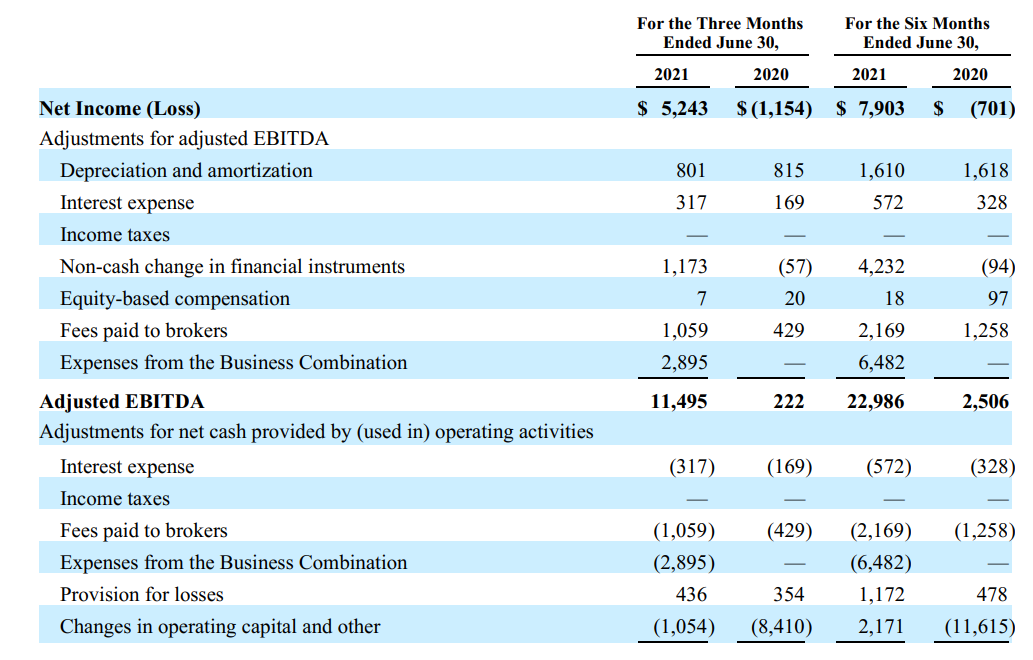 For the Three Months For the Six Months
Ended June 30, Ended June 30,
2021 2020 2021 2020
Net Income (Loss) $ 5,243 $ (1,154) $ 7,903 $ (701)
Adjustments for adjusted EBITDA
Depreciation and amortization 801 815 1,610 1,618
Interest expense 317 169 572 328
Income taxes — — — —
Non-cash change in financial instruments 1,173 (57) 4,232 (94)
Equity-based compensation 7 20 18 97
Fees paid to brokers 1,059 429 2,169 1,258
Expenses from the Business Combination 2,895 — 6,482 —
Adjusted EBITDA 11,495 222 22,986 2,506
Adjustments for net cash provided by (used in) operating activities
Interest expense (317) (169) (572) (328)
Income taxes — — — —
Fees paid to brokers (1,059) (429) (2,169) (1,258)
Expenses from the Business Combination (2,895) — (6,482) —
Provision for losses 436 354 1,172 478
Changes in operating capital and other (1,054) (8,410) 2,171 (11,615)